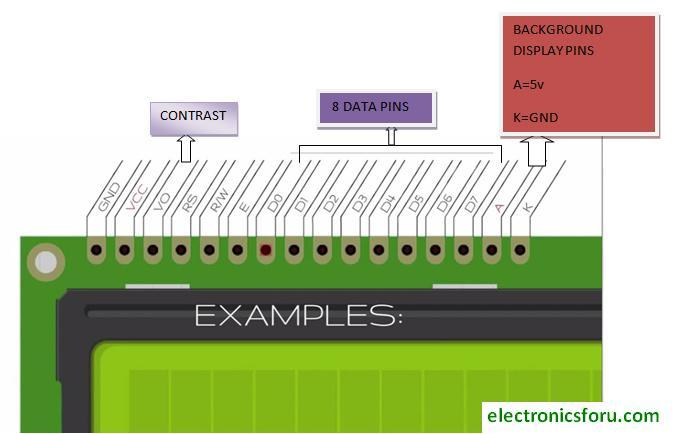 BACKGROUND
DISPLAY PINS
A=5v
K=GND
8 DATA PINS
CONTRAST
GND
VCC
VO
RS
R/W
E
D0
D1
D2
D3
D4
D5
D6
D7
A
K
EXAMPLES:
electronicsforu.com